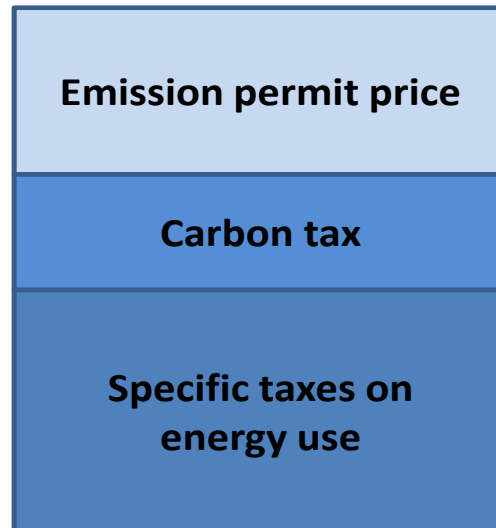 Emission permit price
Carbon tax
Specific taxes on
energy use